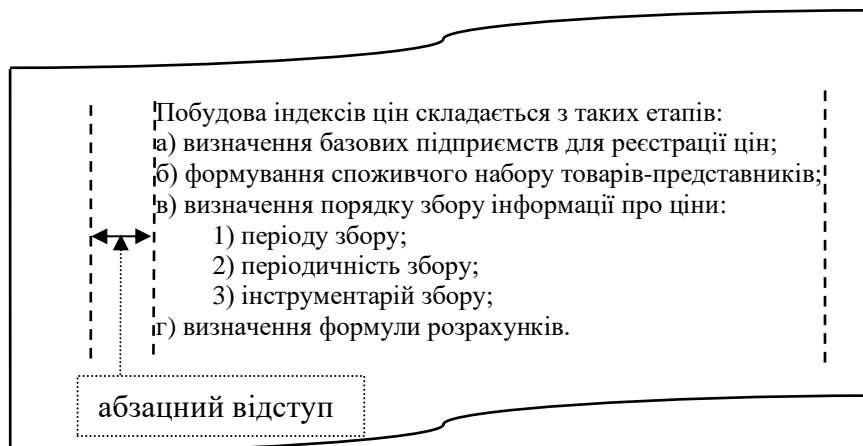 Побудова індексів цін складається з таких етапів:
а) визначення базових підприємств для реєстрації цін;
б) формування споживчого набору товарів-представників;
в) визначення порядку збору інформації про ціни:
1) періоду збору;
2) періодичність збору;
3) інструментарій збору;
г) визначення формули розрахунків.
абзацний відступ